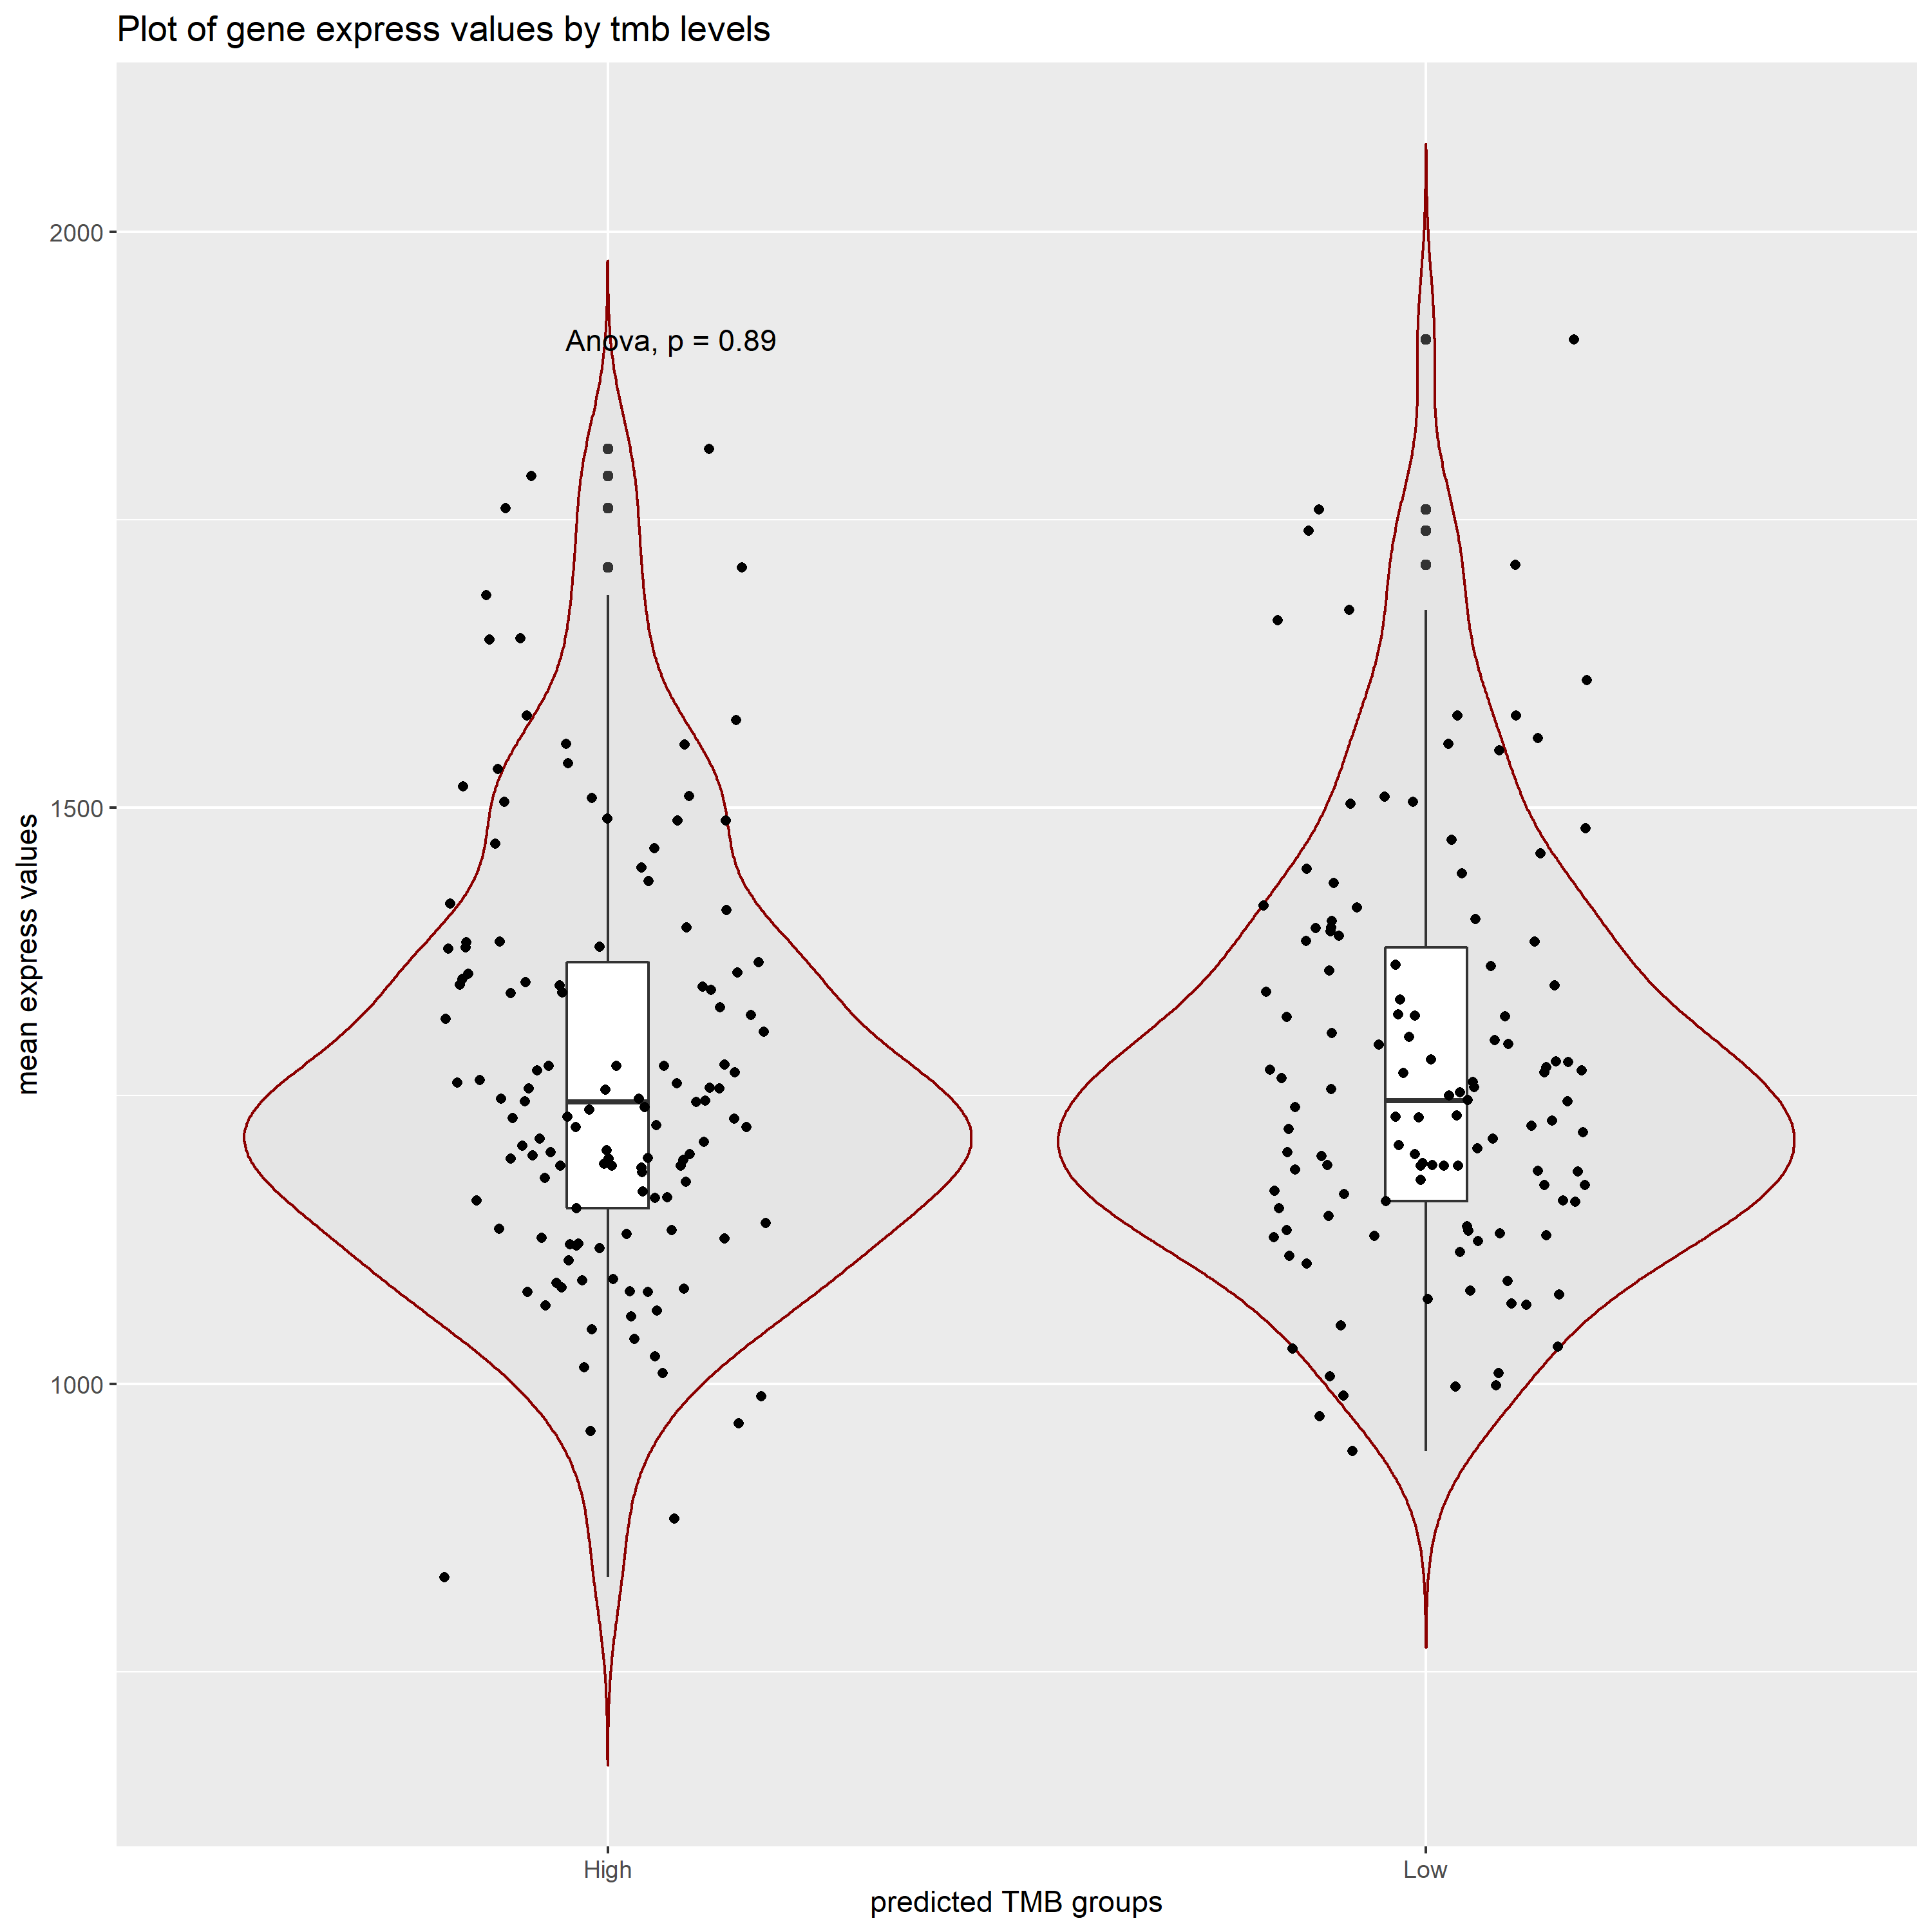 Plot of gene express values by tmb levels
2000
Anova, p = 0.89
1500
mean express values
1000
High
Low
predicted TMB groups